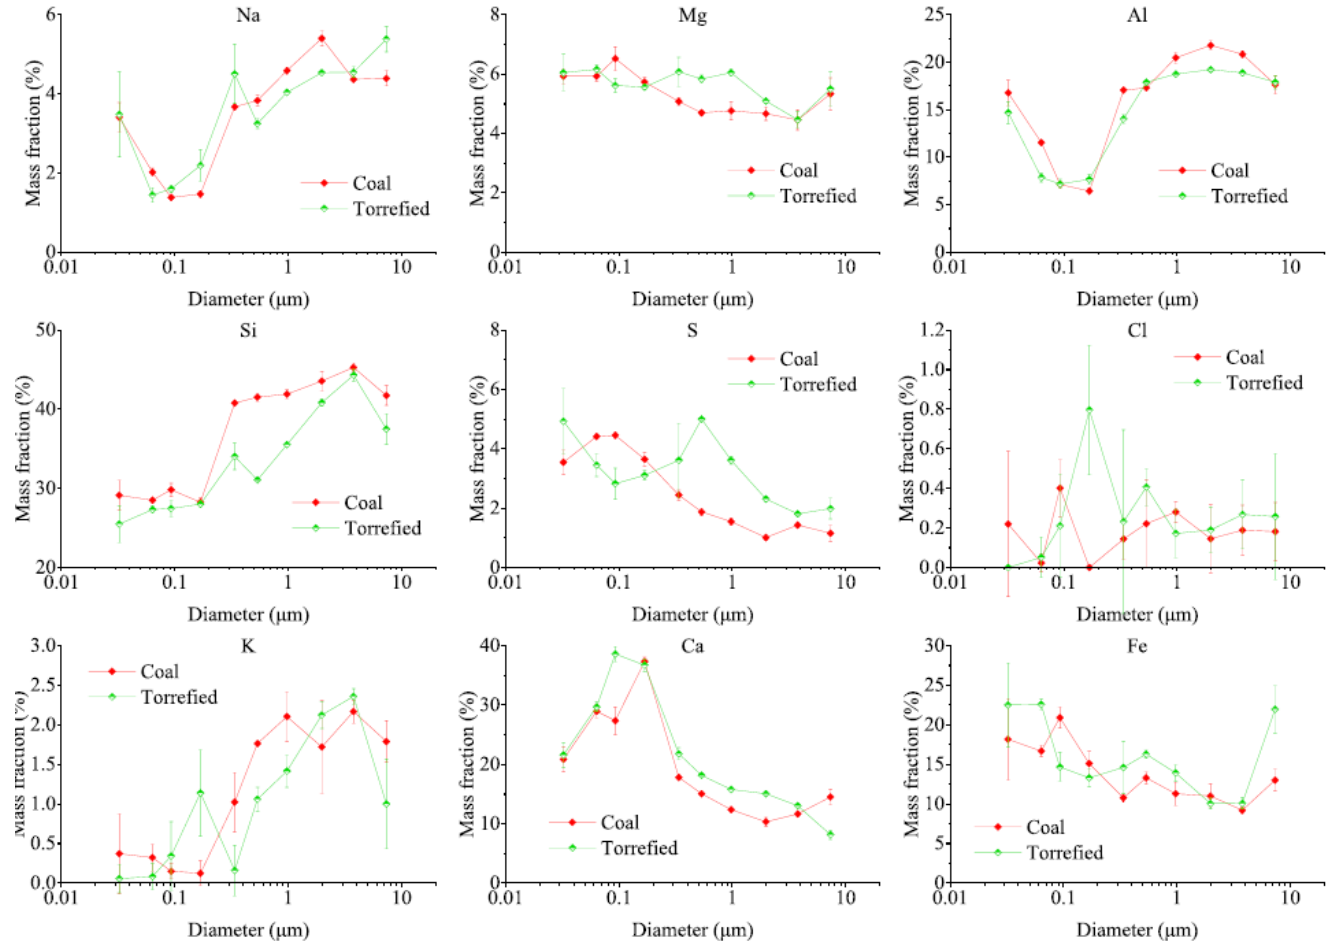 Na
Mass fraction (%)
6
4
2
0
Coal
Torrefied
0.01
0.1
1
10
Diameter (μm)
Mg
Mass fraction (%)
8
6
4
2
0
Coal
Torrefied
0.01
0.1
1
10
Diameter (μm)
Al
Mass fraction (%)
25
20
15
10
5
0
Coal
Torrefied
0.01
0.1
1
10
Diameter (μm)
Si
Mass fraction (%)
50
40
30
20
Coal
Torrefied
0.01
0.1
1
10
Diameter (μm)
S
Mass fraction (%)
8
6
4
2
0
Coal
Torrefied
0.01
0.1
1
10
Diameter (μm)
Cl
Mass fraction (%)
1.2
1.0
0.8
0.6
0.4
0.2
0.0
Coal
Torrefied
0.01
0.1
1
10
Diameter (μm)
K
Mass fraction (%)
3.0
2.5
2.0
1.5
1.0
0.5
0.0
Coal
Torrefied
0.01
0.1
1
10
Diameter (μm)
Ca
Mass fraction (%)
40
30
20
10
0
Coal
Torrefied
0.01
0.1
1
10
Diameter (μm)
Fe
Mass fraction (%)
30
25
20
15
10
5
0
Coal
Torrefied
0.01
0.1
1
10
Diameter (μm)